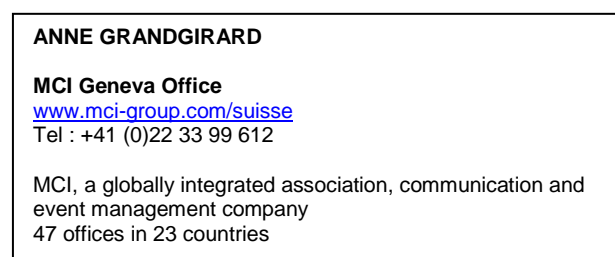 ANNE GRANDGIRARD
MCI Geneva Office
www.mci-group.com/suisse
Tel : +41 (0)22 33 99 612
MCI, a globally integrated association, communication and
event management company
47 offices in 23 countries